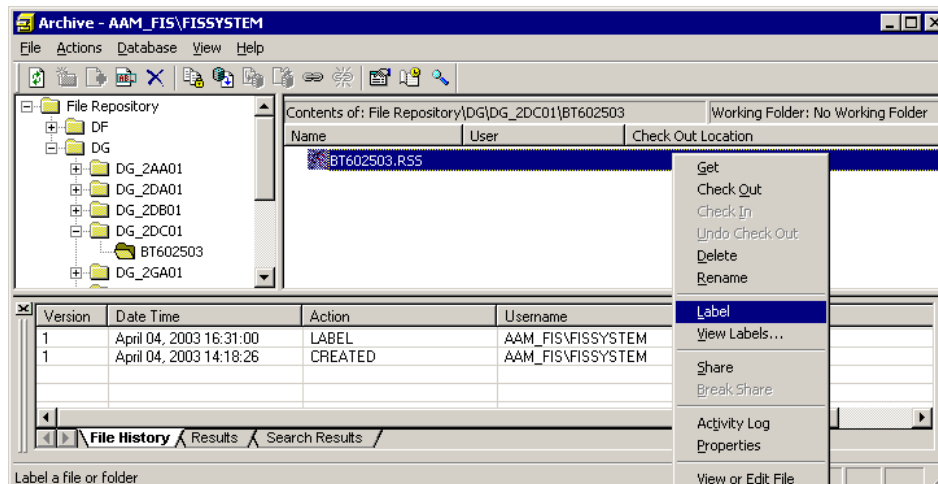 Archive - AAM_FIS\FISSYSTEM
File Actions Database View Help
File Repository
DF
DG
DG_2AA01
DG_2DA01
DG_2DB01
DG_2DC01
BT602503
DG_2GA01
Contents of: File Repository\DG\DG_2DC01\BT602503 Working Folder: No Working Folder
Name User Check Out Location
BT602503.RSS
Get
Check Out
Check In
Undo Check Out
Delete
Rename
Label
View Labels...
Share
Break Share
Activity Log
Properties
View or Edit File
Version Date Time Action Username
1 April 04, 2003 16:31:00 LABEL AAM_FIS\FISSYSTEM
1 April 04, 2003 14:18:26 CREATED AAM_FIS\FISSYSTEM
File History Results Search Results
Label a file or folder